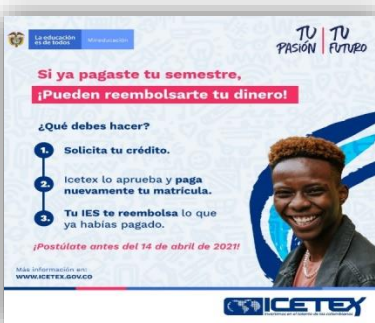 La educación
es de todos
Mineducación
TU PASIÓN | TU FUTURO
Si ya pagaste tu semestre,
¡Pueden reembolsarte tu dinero!
¿Qué debes hacer?
1. Solicita tu crédito.
2. Icetex lo aprueba y paga
nuevamente tu matrícula.
3. Tu IES te reembolsa lo que
ya habías pagado.
¡Postúlate antes del 14 de abril de 2021!
Más información en:
WWW.ICETEX.GOV.CO
ICETEX